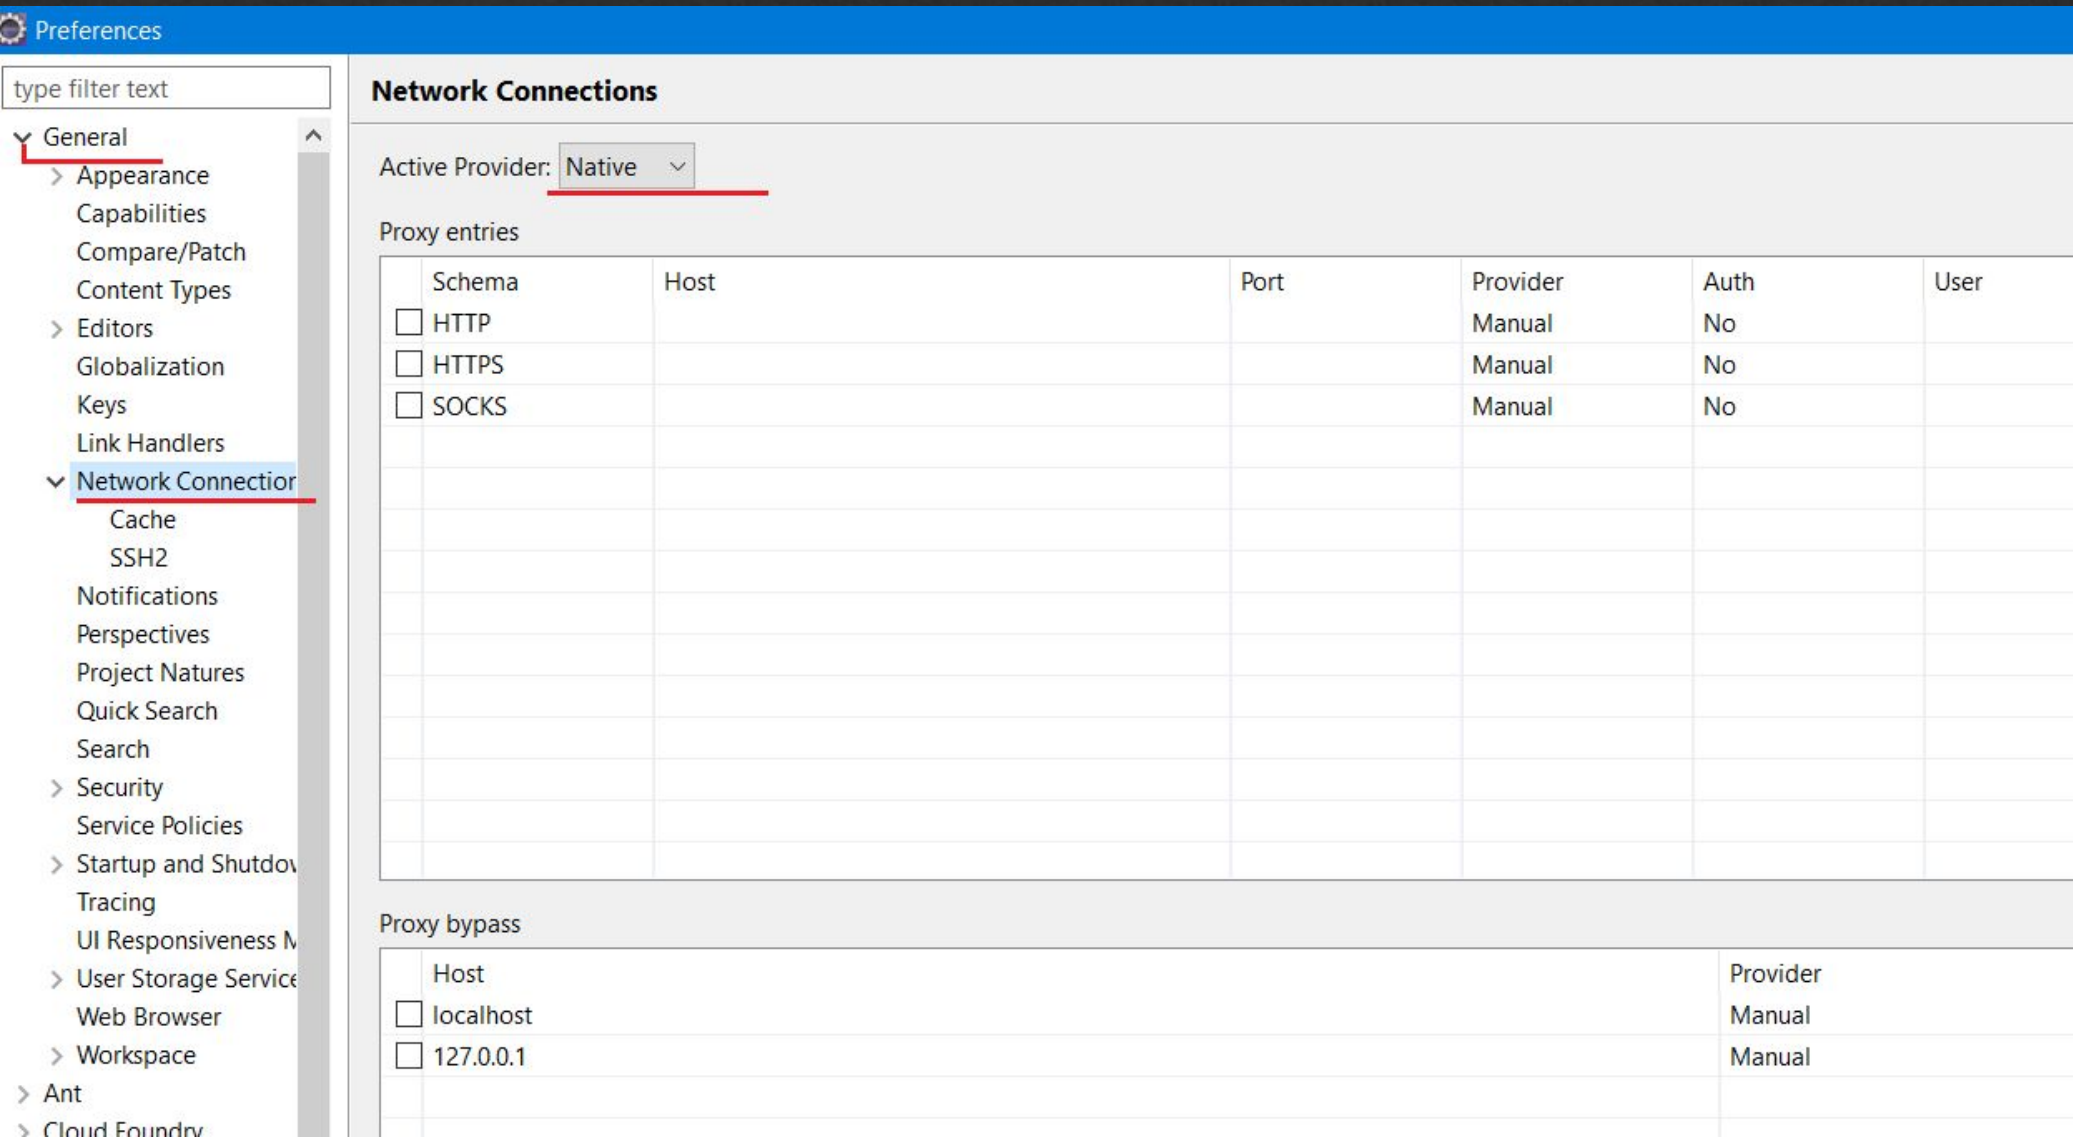 Preferences
type filter text
General
Appearance
Capabilities
Compare/Patch
Content Types
Editors
Globalization
Keys
Link Handlers
Network Connection
Cache
SSH2
Notifications
Perspectives
Project Natures
Quick Search
Search
Security
Service Policies
Startup and Shutdov
Tracing
UI Responsiveness M
User Storage Service
Web Browser
Workspace
Ant
Cloud Foundry
Network Connections
Active Provider: Native
Proxy entries
Schema Host Port Provider Auth User
HTTP Manual No
HTTPS Manual No
SOCKS Manual No
Proxy bypass
Host Provider
localhost Manual
127.0.0.1 Manual